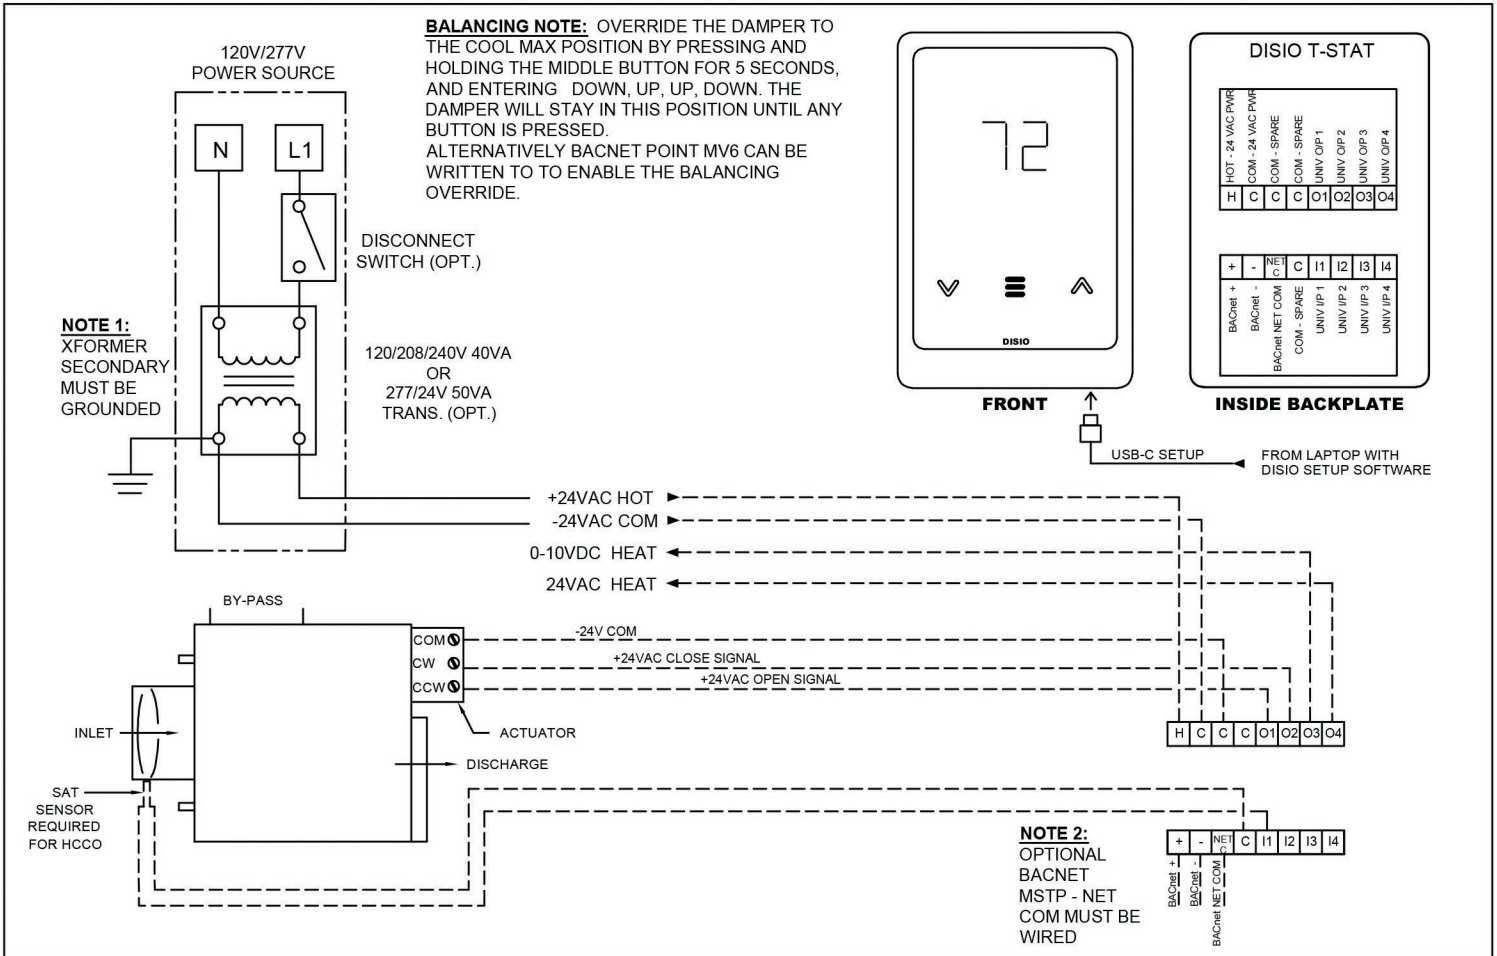 BALANCING NOTE: OVERRIDE THE DAMPER TO
THE COOL MAX POSITION BY PRESSING AND
HOLDING THE MIDDLE BUTTON FOR 5 SECONDS,
AND ENTERING DOWN, UP, UP, DOWN. THE
DAMPER WILL STAY IN THIS POSITION UNTIL ANY
BUTTON IS PRESSED.
ALTERNATIVELY BACNET POINT MV6 CAN BE
WRITTEN TO TO ENABLE THE BALANCING
OVERRIDE.
120V/277V
POWER SOURCE
N
L1
DISCONNECT
SWITCH (OPT.)
NOTE 1:
XFORMER
SECONDARY
MUST BE
GROUNDED
120/208/240V 40VA
OR
277/24V 50VA
TRANS. (OPT.)
72
DISIO
FRONT
DISIO T-STAT
HOT - 24 VAC PWR
COM - 24 VAC PWR
COM - SPARE
COM - SPARE
UNIV O/P 1
UNIV O/P 2
UNIV O/P 3
UNIV O/P 4
H C C C O1 O2 O3 O4
+ - NET C C I1 I2 I3 I4
BACnet +
BACnet -
BACnet NET COM
COM - SPARE
UNIV I/P 1
UNIV I/P 2
UNIV I/P 3
UNIV I/P 4
INSIDE BACKPLATE
USB-C SETUP
FROM LAPTOP WITH
DISIO SETUP SOFTWARE
+24VAC HOT
-24VAC COM
0-10VDC HEAT
24VAC HEAT
BY-PASS
COM
CW
CCW
-24V COM
+24VAC CLOSE SIGNAL
+24VAC OPEN SIGNAL
INLET
ACTUATOR
DISCHARGE
SAT
SENSOR
REQUIRED
FOR HCCO
H C C C O1 O2 O3 O4
NOTE 2:
OPTIONAL
BACNET
MSTP - NET
COM MUST BE
WIRED
+ - NET C C I1 I2 I3 I4
BACnet +
BACnet -
BACnet NET COM